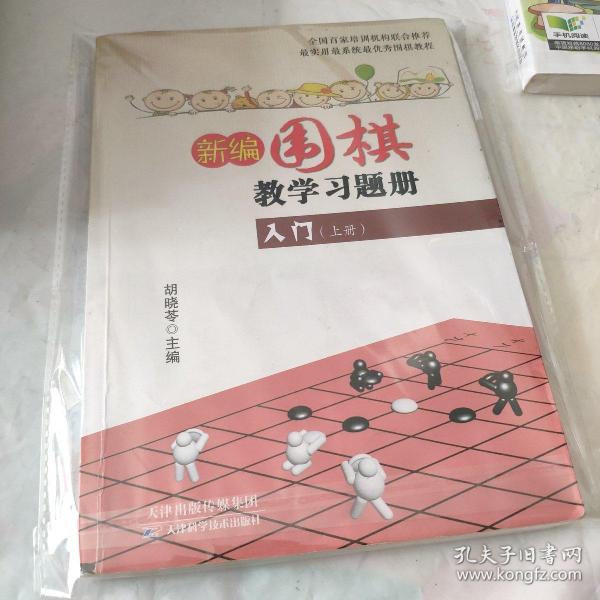 全国百家培训机构联合推荐
最实用最系统最优秀围棋教程
新编 围棋
教学习题册
入门(上册)
胡晓苓◎主编
天津出版传媒集团
天津科学技术出版社
手机阅读
孔夫子旧书网
www.kongfz.com